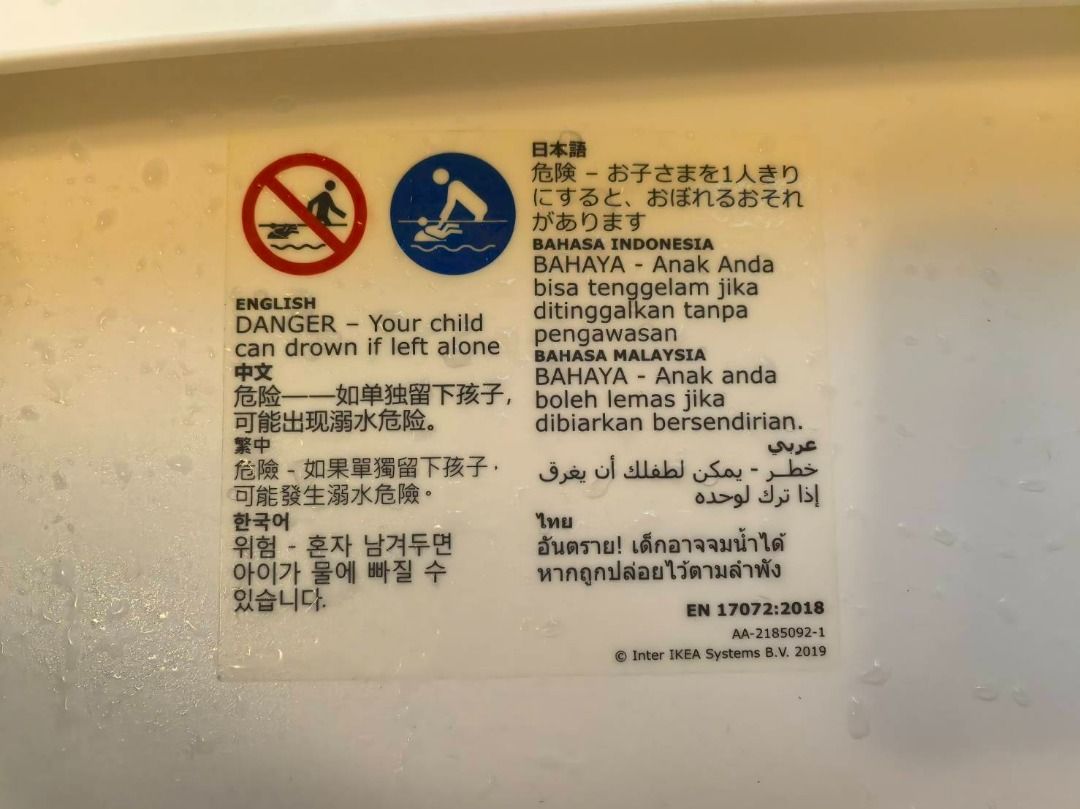 ENGLISH
DANGER – Your child
can drown if left alone
中文
危险——如单独留下孩子，
可能出现溺水危险。
繁中
危險 - 如果單獨留下孩子，
可能發生溺水危險。
한국어
위험 - 혼자 남겨두면
아이가 물에 빠질 수
있습니다.
日本語
危険 – お子さまを1人きり
にすると、おぼれるおそれ
があります
BAHASA INDONESIA
BAHAYA - Anak Anda
bisa tenggelam jika
ditinggalkan tanpa
pengawasan
BAHASA MALAYSIA
BAHAYA - Anak anda
boleh lemas jika
dibiarkan bersendirian.
عربي
خطـر - يمكن لطفلك أن يغرق
إذا ترك لوحده
ไทย
อันตราย! เด็กอาจจมน้ำได้
หากถูกปล่อยไว้ตามลำพัง
EN 17072:2018
AA-2185092-1
© Inter IKEA Systems B.V. 2019